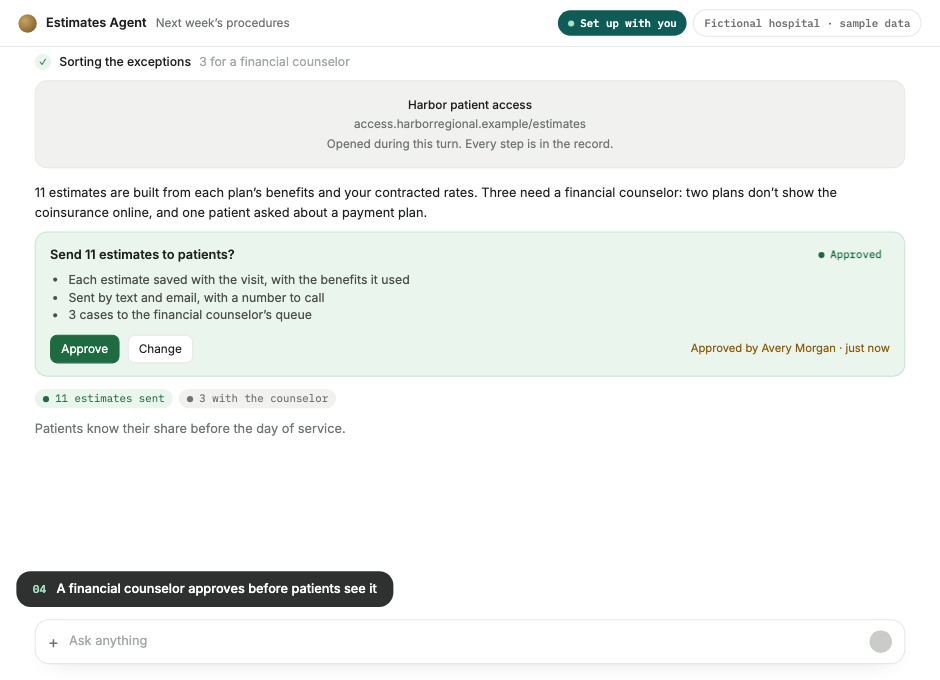 Estimates Agent Next week's procedures
Set up with you
Fictional hospital · sample data
Sorting the exceptions 3 for a financial counselor
Harbor patient access
access.harborregional.example/estimates
Opened during this turn. Every step is in the record.
11 estimates are built from each plan's benefits and your contracted rates. Three need a financial counselor: two plans don't show the
coinsurance online, and one patient asked about a payment plan.
Send 11 estimates to patients?
Approved
• Each estimate saved with the visit, with the benefits it used
• Sent by text and email, with a number to call
• 3 cases to the financial counselor's queue
Approve
Change
Approved by Avery Morgan · just now
11 estimates sent
3 with the counselor
Patients know their share before the day of service.
04 A financial counselor approves before patients see it
+ Ask anything